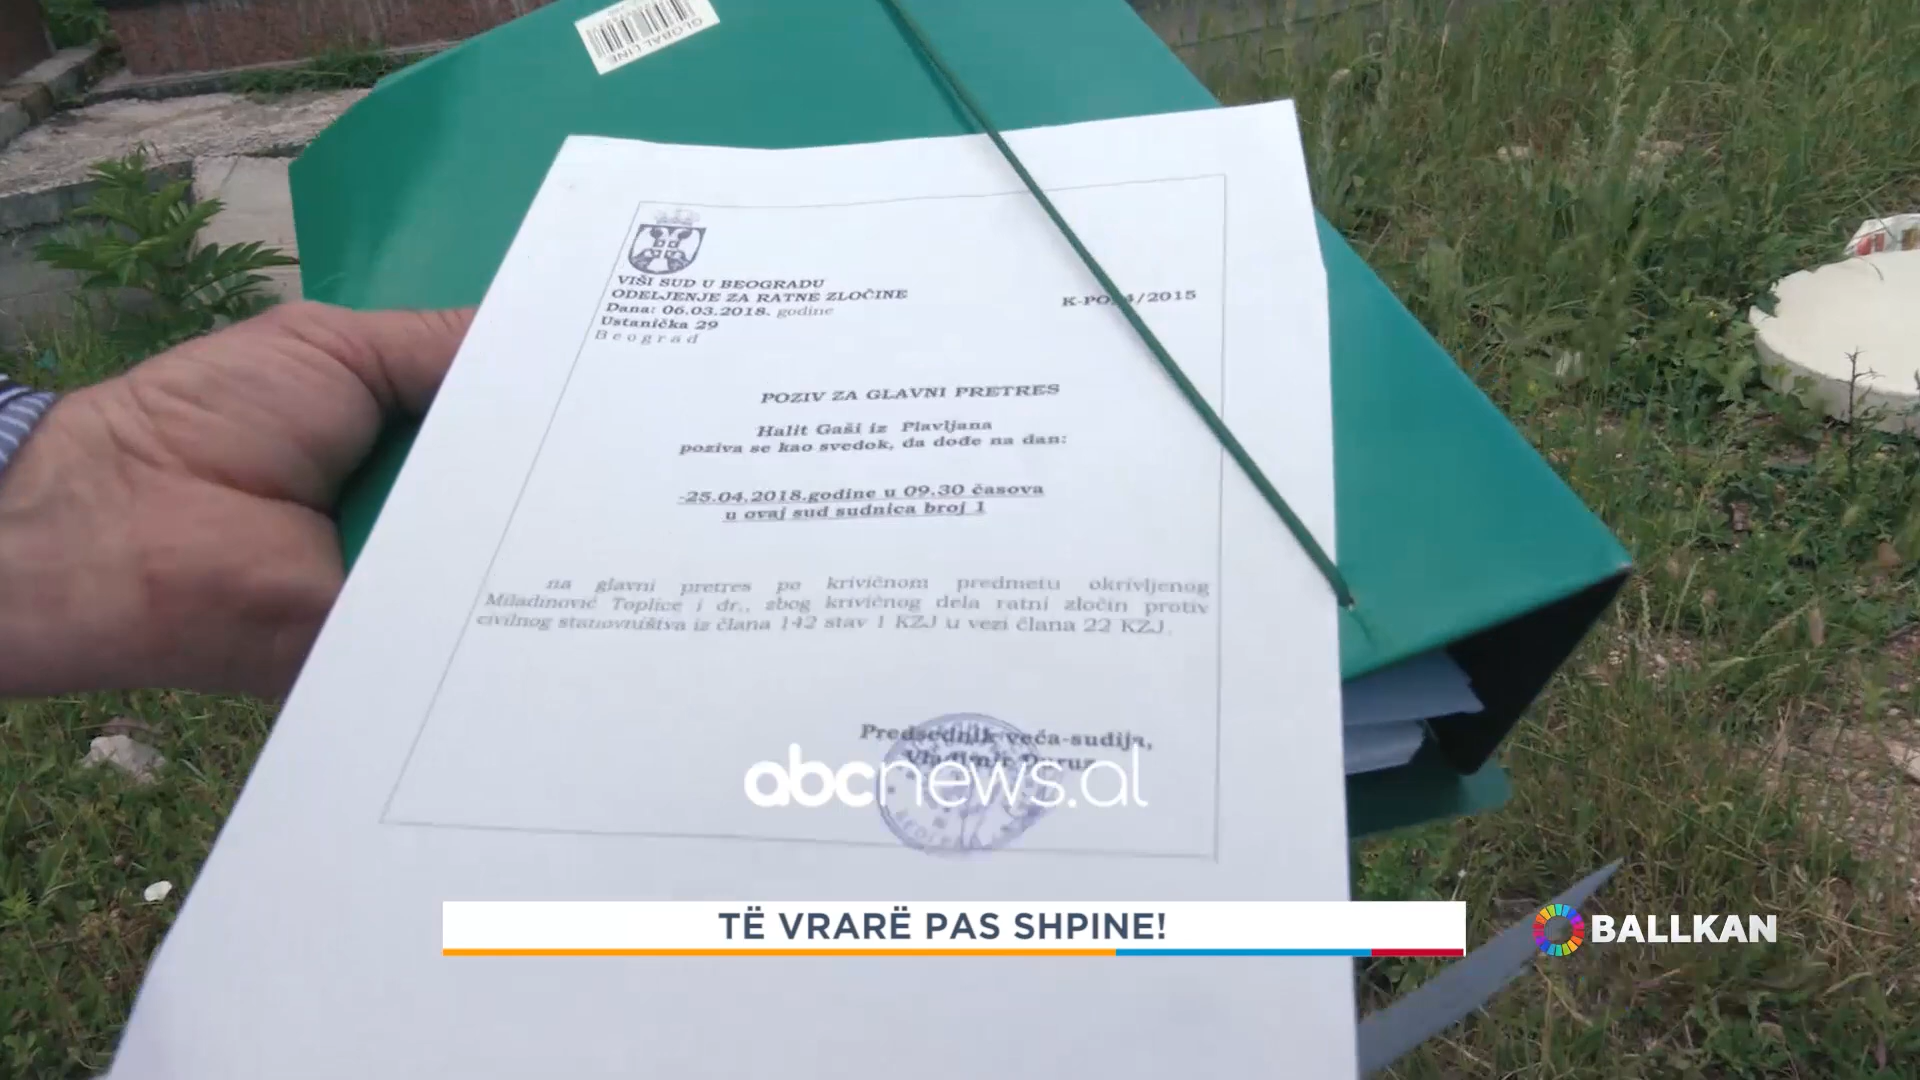 GLOBAL LINE
VIŠI SUD U BEOGRADU
ODELJENJE ZA RATNE ZLOČINE
Dana: 06.03.2018. godine
Ustanička 29
Beograd
/2015
POZIV ZA GLAVNI PRETRES
Halit Gaši iz Plavljana
poziva se kao svedok, da dođe na dan:
-25.04.2018.godine u 09.30 časova
u ovaj sud sudnica broj 1
na glavni pretres po krivičnom predmetu okrivljenog
Miladinović Toplice i dr., zbog krivičnog dela ratni zločin protiv
civilnog stanovništva iz člana 142 stav 1 KZJ u vezi člana 22 KZJ.
Predsednik veća-sudija,
Vladimir
abcnews.al
TË VRARË PAS SHPINE!
BALLKAN